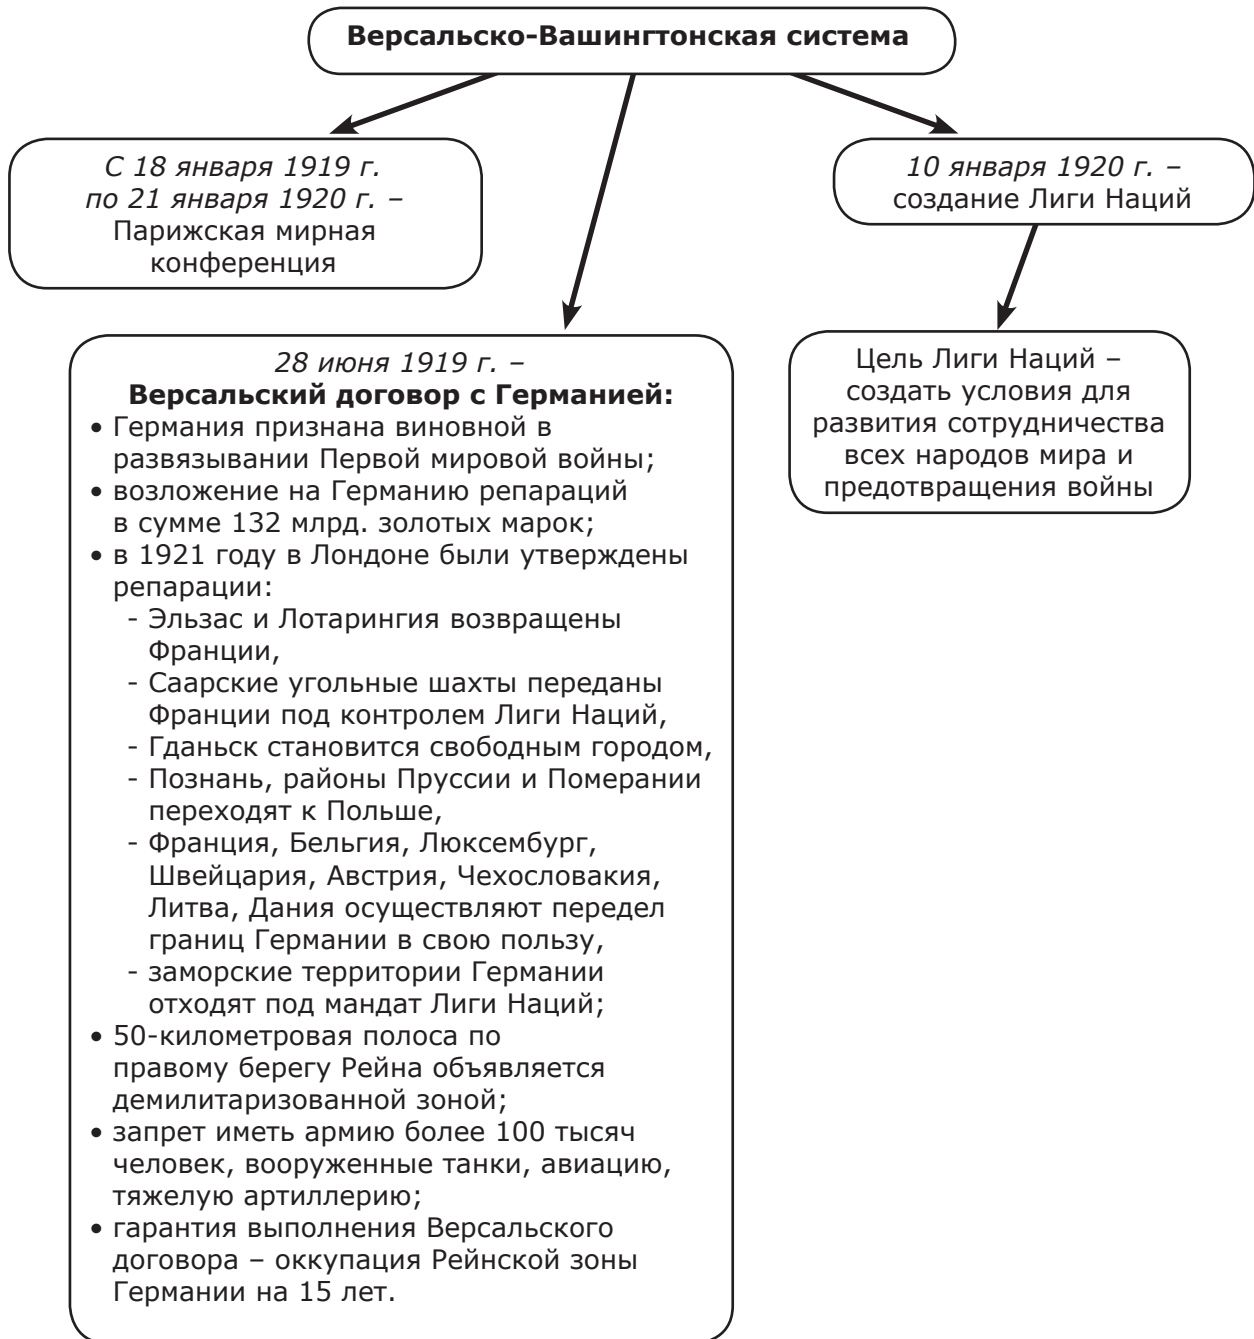 Версальско-Вашингтонская система
С 18 января 1919 г.
по 21 января 1920 г. –
Парижская мирная
конференция
10 января 1920 г. –
создание Лиги Наций
28 июня 1919 г. –
Версальский договор с Германией:
• Германия признана виновной в
развязывании Первой мировой войны;
• возложение на Германию репараций
в сумме 132 млрд. золотых марок;
• в 1921 году в Лондоне были утверждены
репарации:
- Эльзас и Лотарингия возвращены
Франции,
- Саарские угольные шахты переданы
Франции под контролем Лиги Наций,
- Гданьск становится свободным городом,
- Познань, районы Пруссии и Померании
переходят к Польше,
- Франция, Бельгия, Люксембург,
Швейцария, Австрия, Чехословакия,
Литва, Дания осуществляют передел
границ Германии в свою пользу,
- заморские территории Германии
отходят под мандат Лиги Наций;
• 50-километровая полоса по
правому берегу Рейна объявляется
демилитаризованной зоной;
• запрет иметь армию более 100 тысяч
человек, вооруженные танки, авиацию,
тяжелую артиллерию;
• гарантия выполнения Версальского
договора – оккупация Рейнской зоны
Германии на 15 лет.
Цель Лиги Наций –
создать условия для
развития сотрудничества
всех народов мира и
предотвращения войны